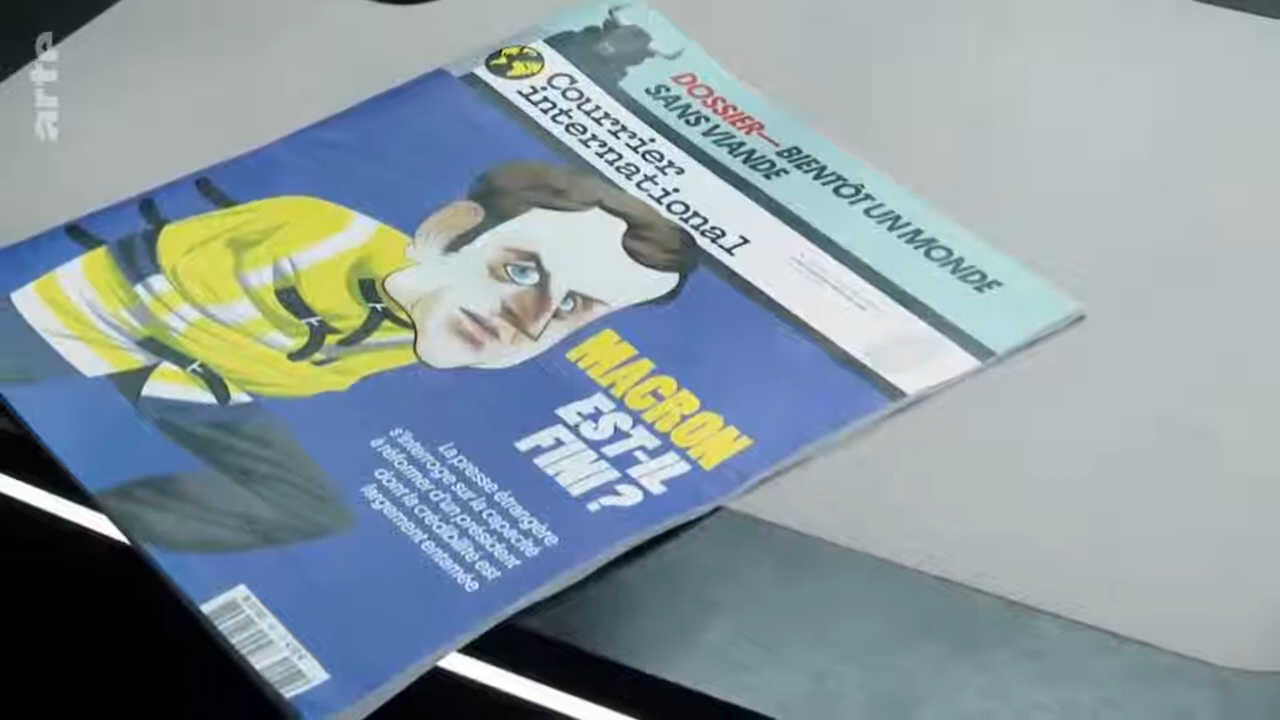 arte
DOSSIER— BIENTÔT UN MONDE
SANS VIANDE
Courrier
international
MACRON
EST-IL
FINI ?
La presse étrangère
s'interroge sur la capacité
à réformer d'un président
dont la crédibilité est
largement entamée